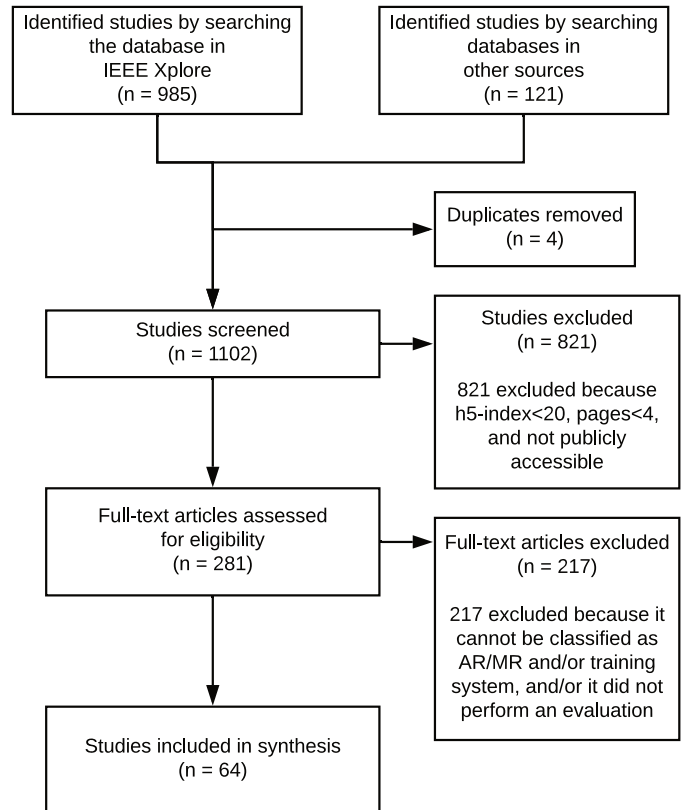 Identified studies by searching
the database in
IEEE Xplore
(n = 985)
Identified studies by searching
databases in
other sources
(n = 121)
Duplicates removed
(n = 4)
Studies screened
(n = 1102)
Studies excluded
(n = 821)
821 excluded because
h5-index<20, pages<4,
and not publicly
accessible
Full-text articles assessed
for eligibility
(n = 281)
Full-text articles excluded
(n = 217)
217 excluded because it
cannot be classified as
AR/MR and/or training
system, and/or it did not
perform an evaluation
Studies included in synthesis
(n = 64)